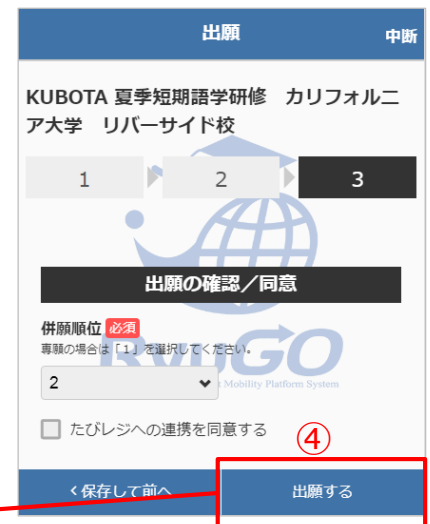 出願 中断
KUBOTA 夏季短期語学研修　カリフォルニ
ア大学　リバーサイド校
1 2 3
出願の確認／同意
併願順位 必須
専願の場合は「1」を選択してください。
RyuGO
2
Mobility Platform System
たびレジへの連携を同意する
④
＜保存して前へ 出願する